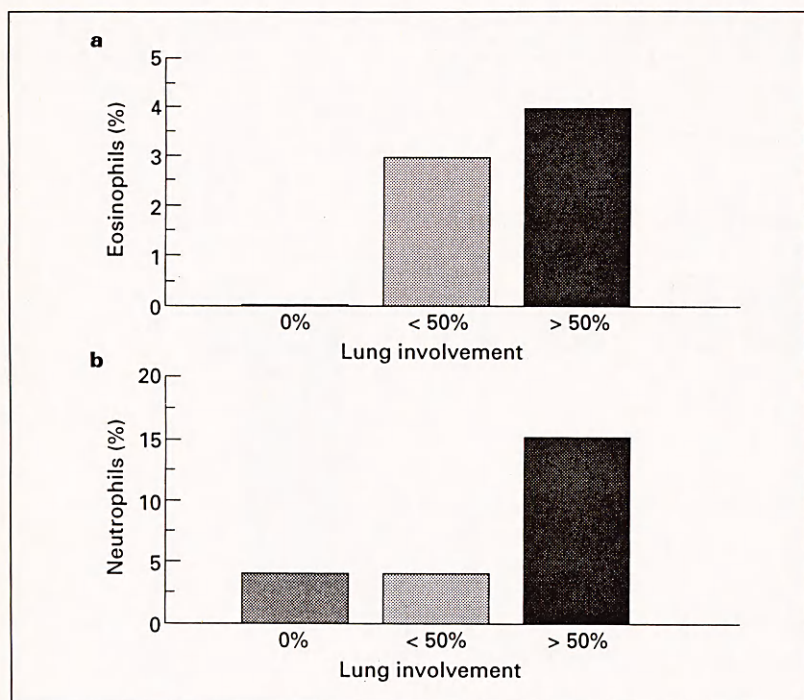 a
5
4
3
2
1
0
Eosinophils (%)
0% < 50% > 50%
Lung involvement
b
20
15
10
5
0
Neutrophils (%)
0% < 50% > 50%
Lung involvement